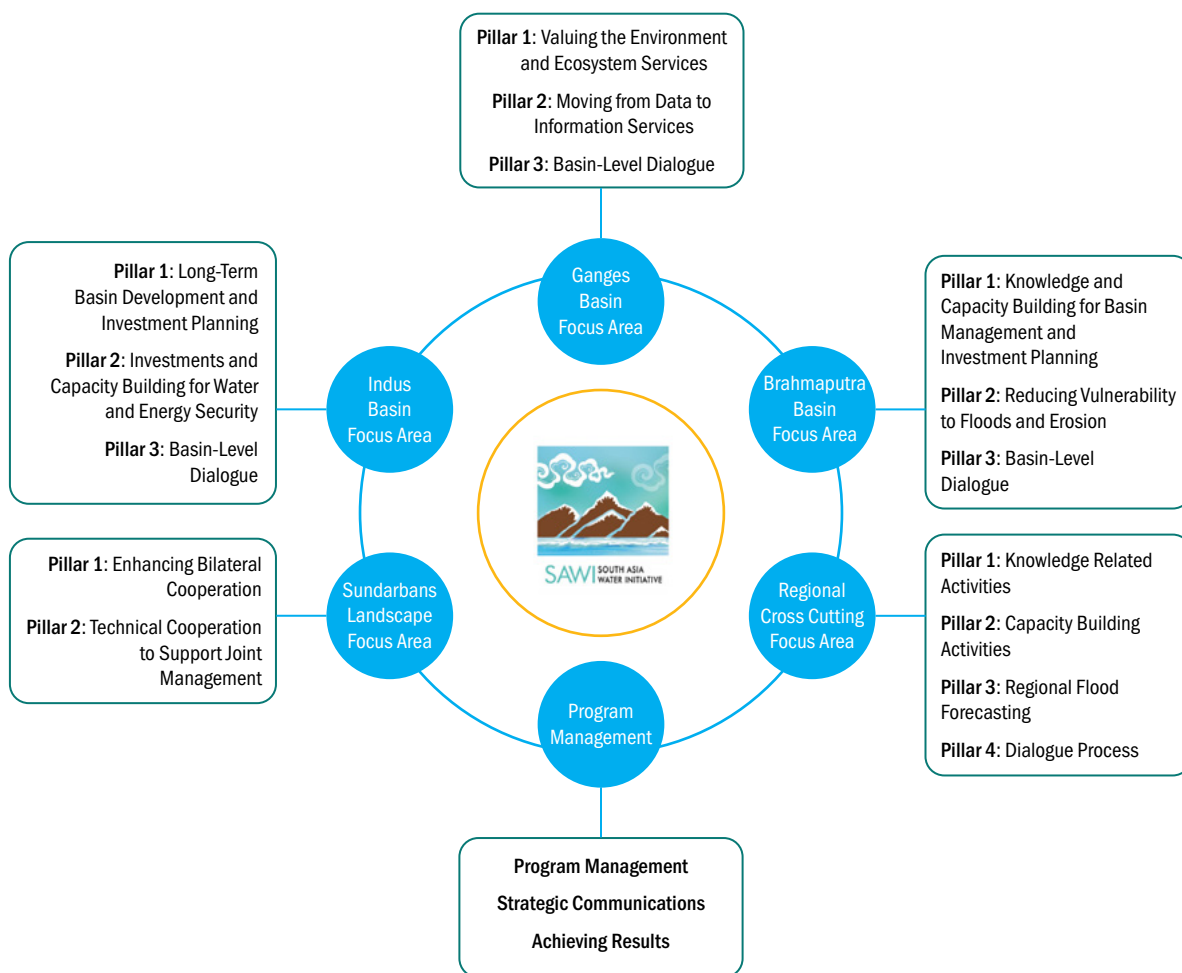 Pillar 1: Valuing the Environment
and Ecosystem Services
Pillar 2: Moving from Data to
Information Services
Pillar 3: Basin-Level Dialogue
Ganges
Basin
Focus Area
Pillar 1: Long-Term
Basin Development and
Investment Planning
Pillar 2: Investments and
Capacity Building for Water
and Energy Security
Pillar 3: Basin-Level
Dialogue
Indus
Basin
Focus Area
Brahmaputra
Basin
Focus Area
Pillar 1: Knowledge and
Capacity Building for Basin
Management and
Investment Planning
Pillar 2: Reducing Vulnerability
to Floods and Erosion
Pillar 3: Basin-Level
Dialogue
SAWI SOUTH ASIA
WATER INITIATIVE
Pillar 1: Enhancing Bilateral
Cooperation
Pillar 2: Technical Cooperation
to Support Joint
Management
Sundarbans
Landscape
Focus Area
Regional
Cross Cutting
Focus Area
Pillar 1: Knowledge Related
Activities
Pillar 2: Capacity Building
Activities
Pillar 3: Regional Flood
Forecasting
Pillar 4: Dialogue Process
Program
Management
Program Management
Strategic Communications
Achieving Results